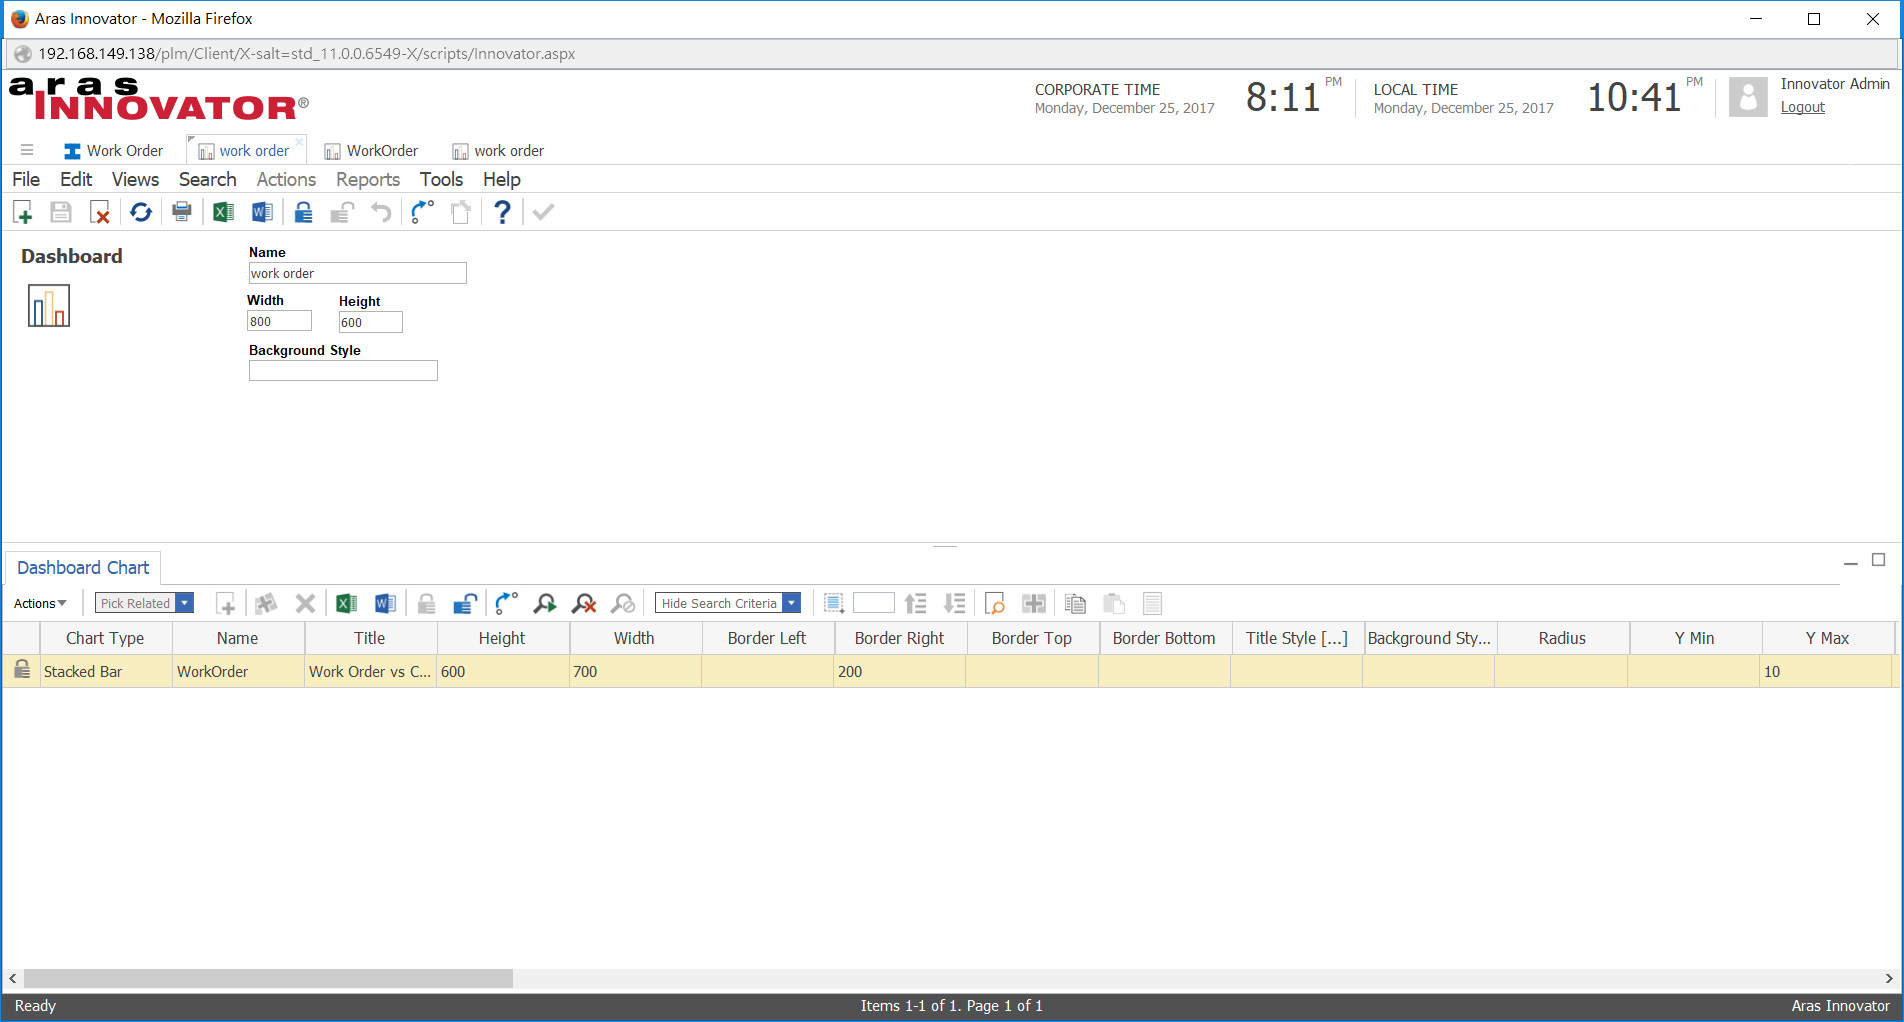 Aras Innovator - Mozilla Firefox
192.168.149.138/plm/Client/X-salt=std_11.0.0.6549-X/scripts/Innovator.aspx
aras
INNOVATOR®
CORPORATE TIME
Monday, December 25, 2017
8:11 PM
LOCAL TIME
Monday, December 25, 2017
10:41 PM
Innovator Admin
Logout
Work Order work order WorkOrder work order
File Edit Views Search Actions Reports Tools Help
Dashboard
Name
work order
Width Height
800 600
Background Style
Dashboard Chart
Actions Pick Related Hide Search Criteria
Chart Type Name Title Height Width Border Left Border Right Border Top Border Bottom Title Style [...] Background Sty... Radius Y Min Y Max
Stacked Bar WorkOrder Work Order vs C... 600 700 200 10
Ready Items 1-1 of 1. Page 1 of 1 Aras Innovator